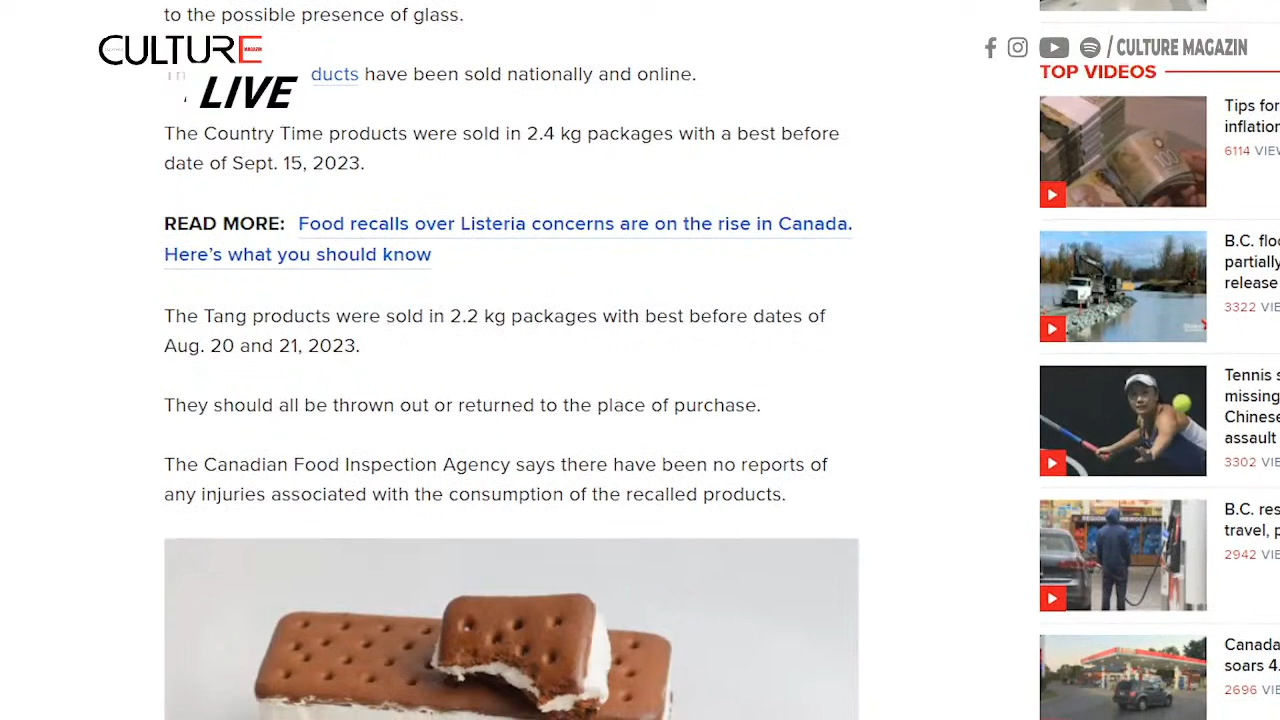 to the possible presence of glass.
CULTURE
MAGAZIN
/ CULTURE MAGAZIN
ducts have been sold nationally and online.
LIVE
The Country Time products were sold in 2.4 kg packages with a best before
date of Sept. 15, 2023.
READ MORE: Food recalls over Listeria concerns are on the rise in Canada.
Here’s what you should know
The Tang products were sold in 2.2 kg packages with best before dates of
Aug. 20 and 21, 2023.
They should all be thrown out or returned to the place of purchase.
The Canadian Food Inspection Agency says there have been no reports of
any injuries associated with the consumption of the recalled products.
TOP VIDEOS
Tips for
inflation
6114 VIE
B.C. floo
partially
release
3322 VIE
Tennis s
missing
Chinese
assault
3302 VIE
B.C. res
travel, p
2942 VIE
Canada
soars 4.
2696 VIE